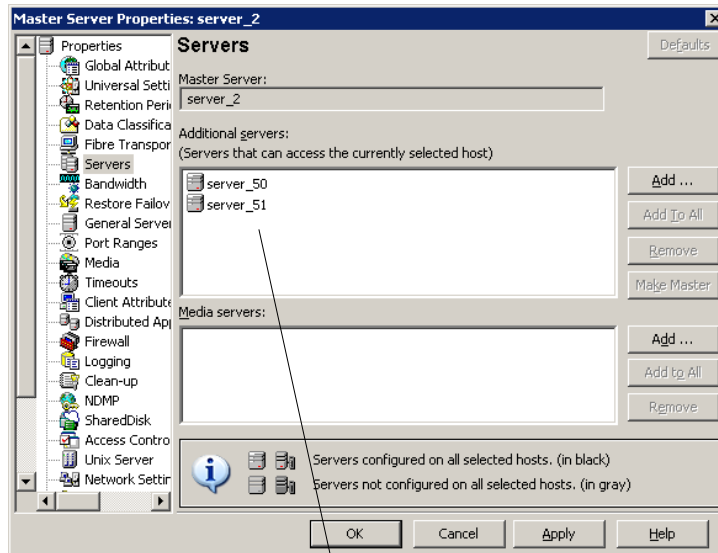 Master Server Properties: server_2
Properties
Global Attribut
Universal Setti
Retention Peri
Data Classifica
Fibre Transpor
Servers
Bandwidth
Restore Failov
General Server
Port Ranges
Media
Timeouts
Client Attribute
Distributed App
Firewall
Logging
Clean-up
NDMP
SharedDisk
Access Contro
Unix Server
Network Settin
Servers
Defaults
Master Server:
server_2
Additional servers:
(Servers that can access the currently selected host)
server_50
server_51
Add ...
Add To All
Remove
Make Master
Media servers:
Add ...
Add to All
Remove
Servers configured on all selected hosts. (in black)
Servers not configured on all selected hosts. (in gray)
OK
Cancel
Apply
Help